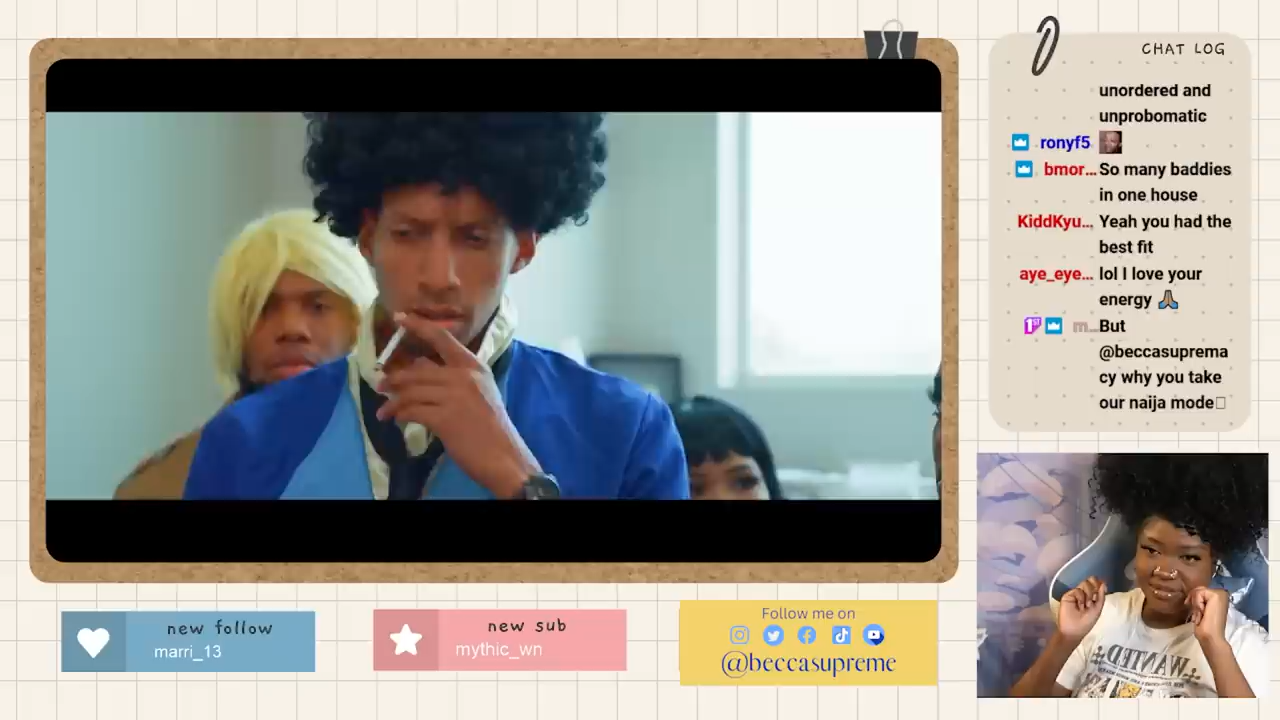 CHAT LOG
unordered and
unprobomatic
ronyf5
bmor... So many baddies
in one house
KiddKyu... Yeah you had the
best fit
aye_eye... lol I love your
energy 🙏🏽
m... But
@beccasuprema
cy why you take
our naija mode
new follow
marri_13
new sub
mythic_wn
Follow me on
@beccasupreme
WANTED